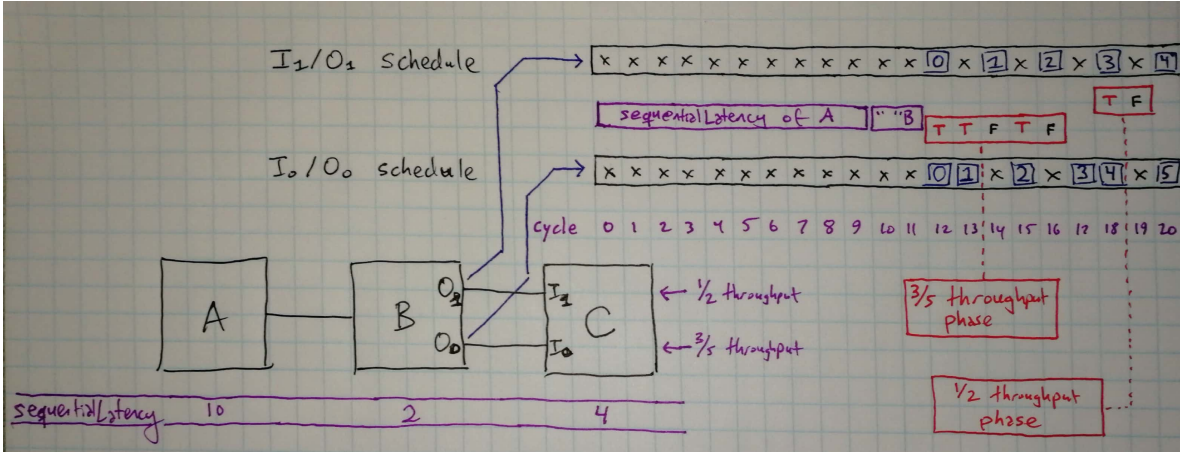 I₁/O₁ schedule
x x x x x x x x x x x x 0 x 1 x 2 x 3 x 4
T F
sequentialLatency of A " "B
T T F T F
I₀/O₀ schedule
x x x x x x x x x x x x 0 1 x 2 x 3 4 x 5
cycle 0 1 2 3 4 5 6 7 8 9 10 11 12 13 14 15 16 17 18 19 20
A
B
O₁
O₀
I₁
I₀
C
← 1/2 throughput
← 3/5 throughput
3/5 throughput
phase
1/2 throughput
phase
sequentialLatency 10 2 4